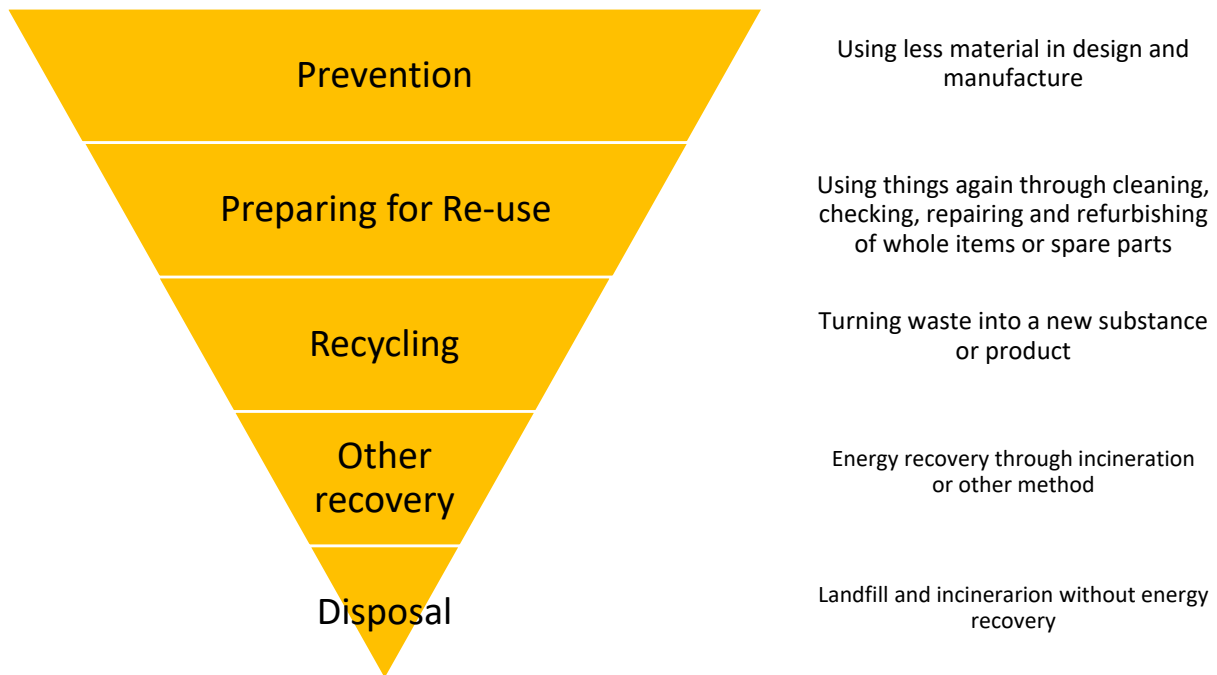 Prevention
Using less material in design and
manufacture
Preparing for Re-use
Using things again through cleaning,
checking, repairing and refurbishing
of whole items or spare parts
Recycling
Turning waste into a new substance
or product
Other
recovery
Energy recovery through incineration
or other method
Disposal
Landfill and incinerarion without energy
recovery